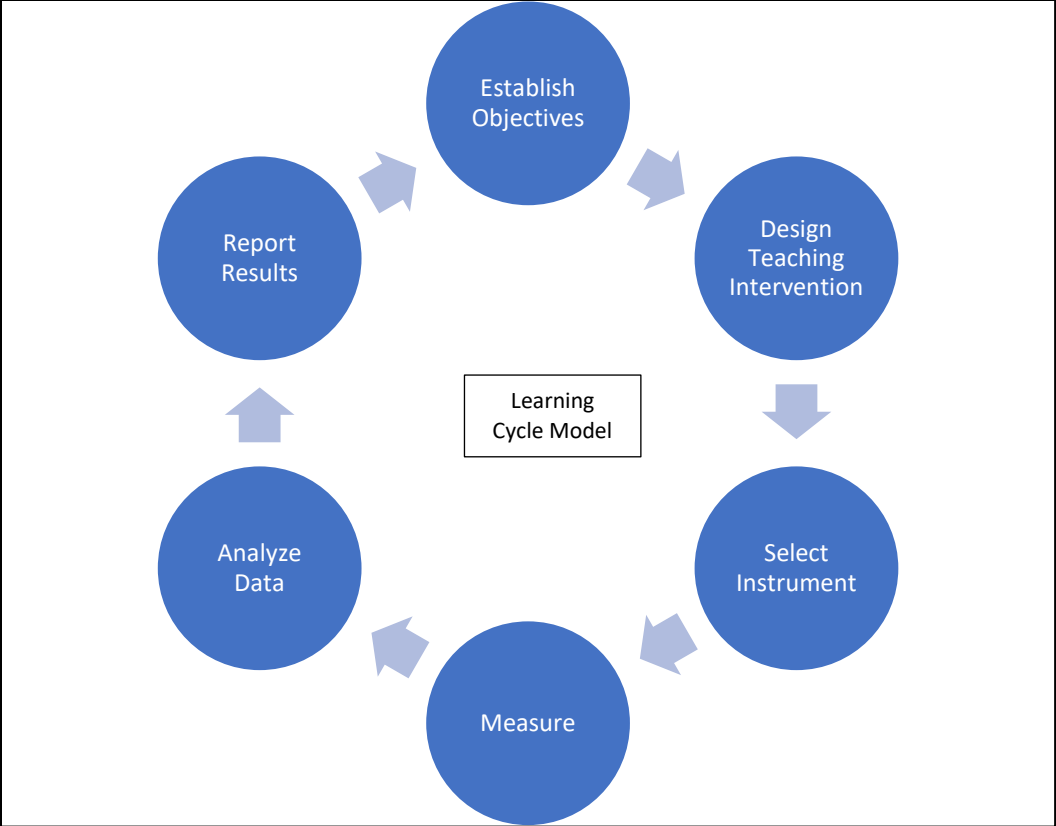 Establish
Objectives
Design
Teaching
Intervention
Select
Instrument
Measure
Analyze
Data
Report
Results
Learning
Cycle Model